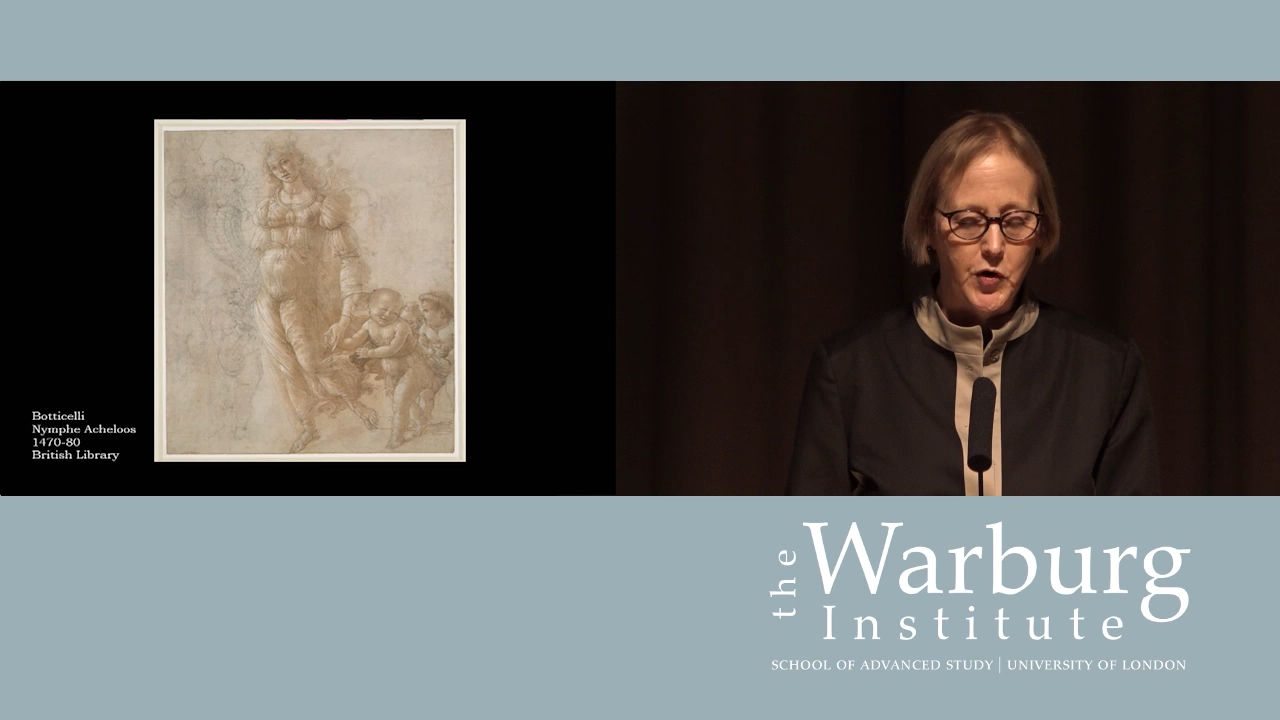 Botticelli
Nymphe Acheloos
1470-80
British Library
the Warburg
Institute
SCHOOL OF ADVANCED STUDY | UNIVERSITY OF LONDON